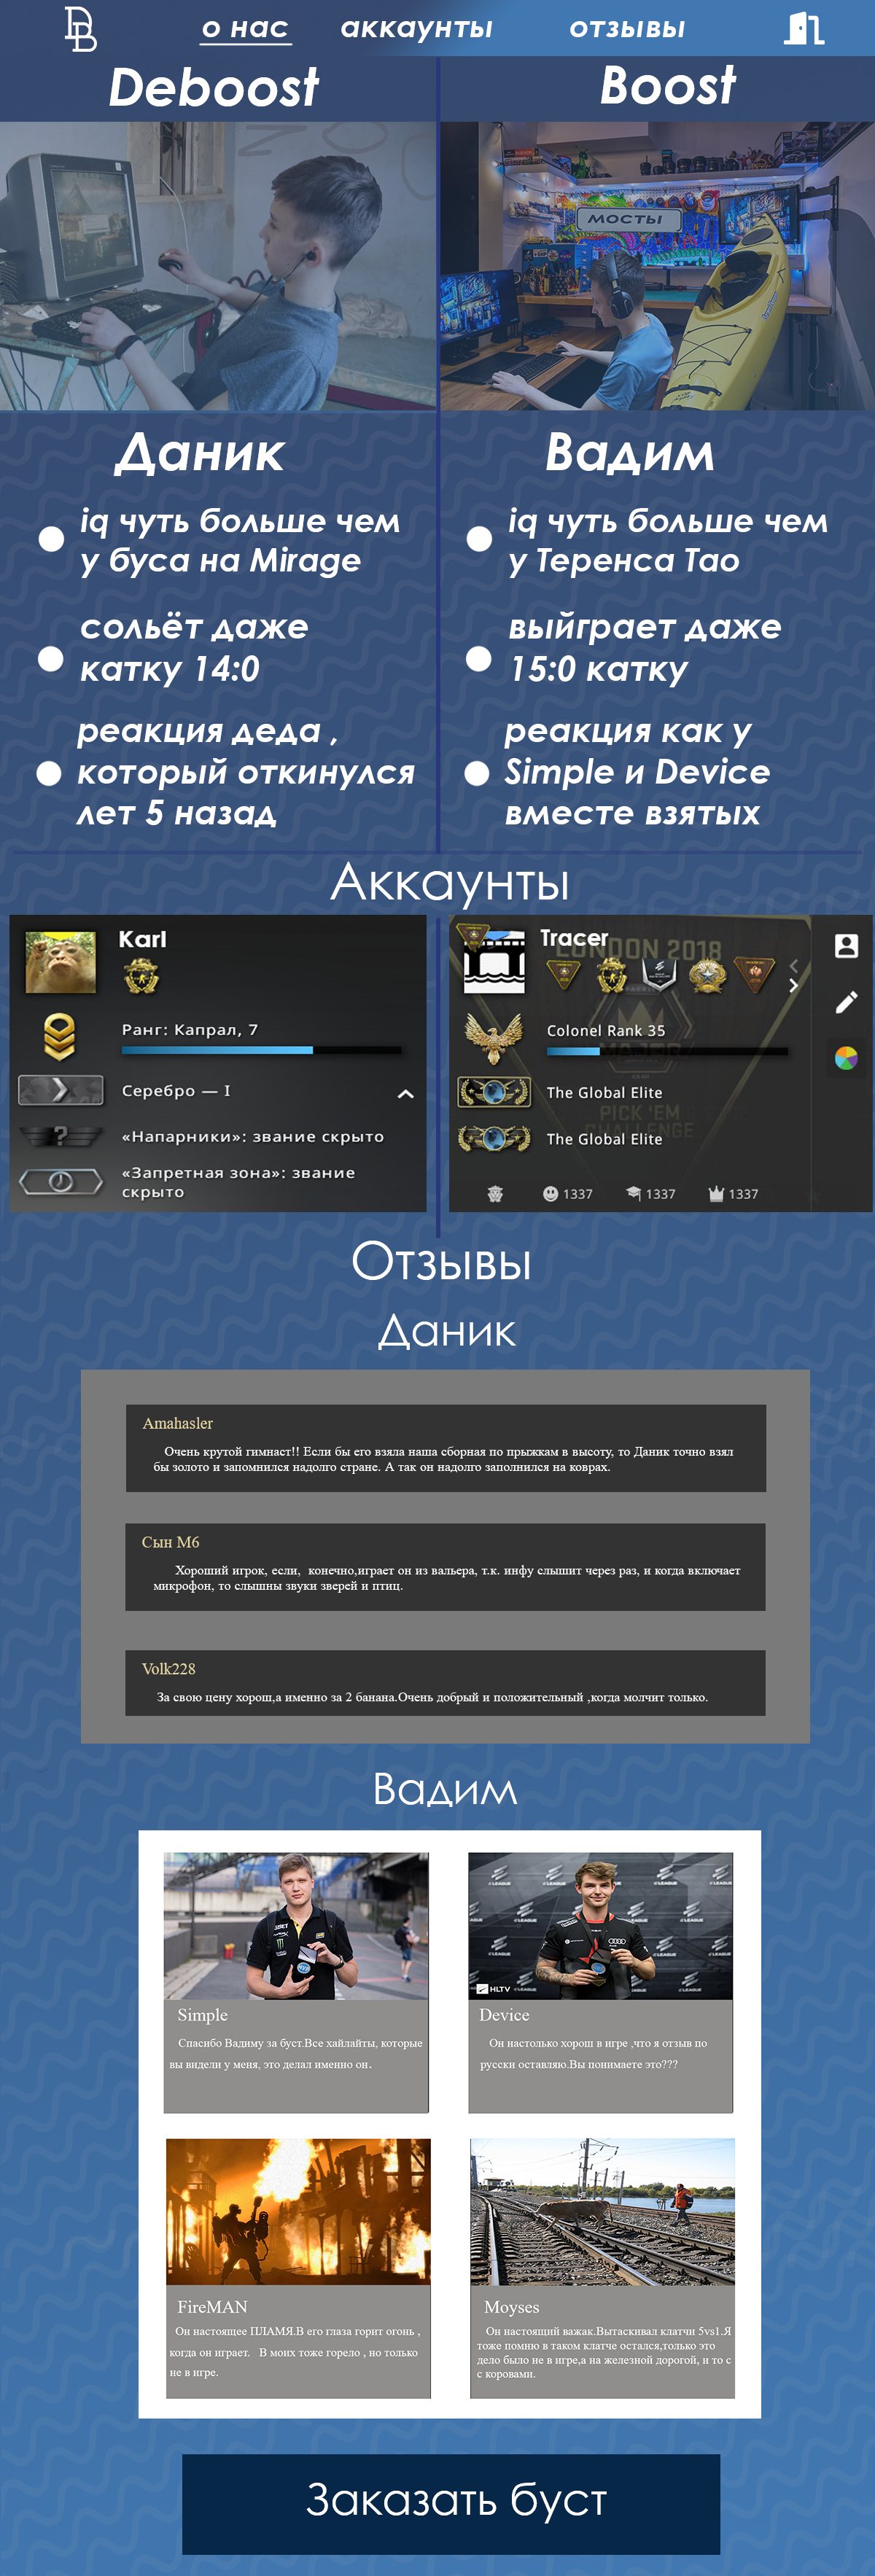 DB
о нас аккаунты отзывы
Deboost
Boost
МОСТЫ
Даник
iq чуть больше чем
у буса на Mirage
сольёт даже
катку 14:0
реакция деда ,
который откинулся
лет 5 назад
Вадим
iq чуть больше чем
у Теренса Тао
выйграет даже
15:0 катку
реакция как у
Simple и Device
вместе взятых
Аккаунты
Karl
Ранг: Капрал, 7
Серебро — I
«Напарники»: звание скрыто
«Запретная зона»: звание
скрыто
Tracer
LONDON 2018
Colonel Rank 35
The Global Elite
PICK 'EM
CHALLENGE
The Global Elite
1337 1337 1337
Отзывы
Даник
Amahasler
Очень крутой гимнаст!! Если бы его взяла наша сборная по прыжкам в высоту, то Даник точно взял
бы золото и запомнился надолго стране. А так он надолго заполнился на коврах.
Сын М6
Хороший игрок, если, конечно,играет он из вальера, т.к. инфу слышит через раз, и когда включает
микрофон, то слышны звуки зверей и птиц.
Volk228
За свою цену хорош,а именно за 2 банана.Очень добрый и положительный ,когда молчит только.
Вадим
Simple
Спасибо Вадиму за буст.Все хайлайты, которые
вы видели у меня, это делал именно он.
HLTV
Device
Он настолько хорош в игре ,что я отзыв по
русски оставляю.Вы понимаете это???
FireMAN
Он настоящее ПЛАМЯ.В его глаза горит огонь ,
когда он играет. В моих тоже горело , но только
не в игре.
Moyses
Он настоящий важак.Вытаскивал клатчи 5vs1.Я
тоже помню в таком клатче остался,только это
дело было не в игре,а на железной дорогой, и то с
с коровами.
Заказать буст